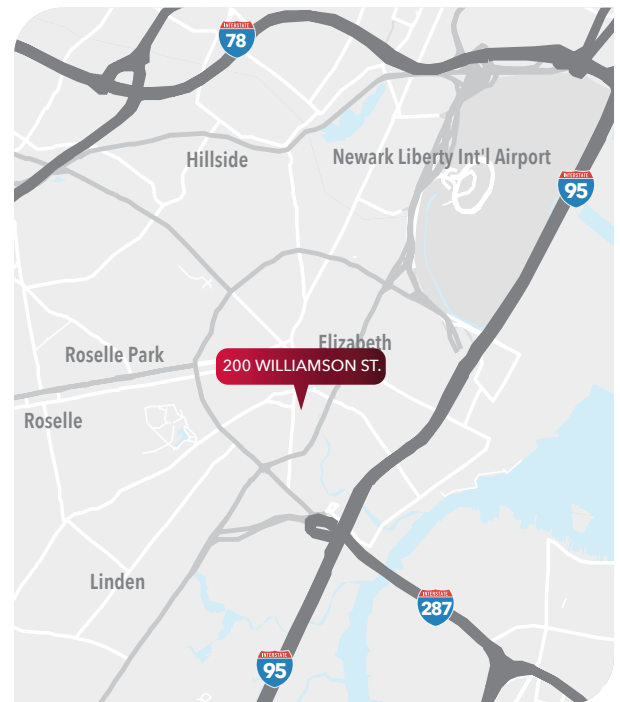 INTERSTATE
78
Hillside
Newark Liberty Int'l Airport
INTERSTATE
95
Elizabeth
Roselle Park
200 WILLIAMSON ST.
Roselle
Linden
INTERSTATE
287
INTERSTATE
95